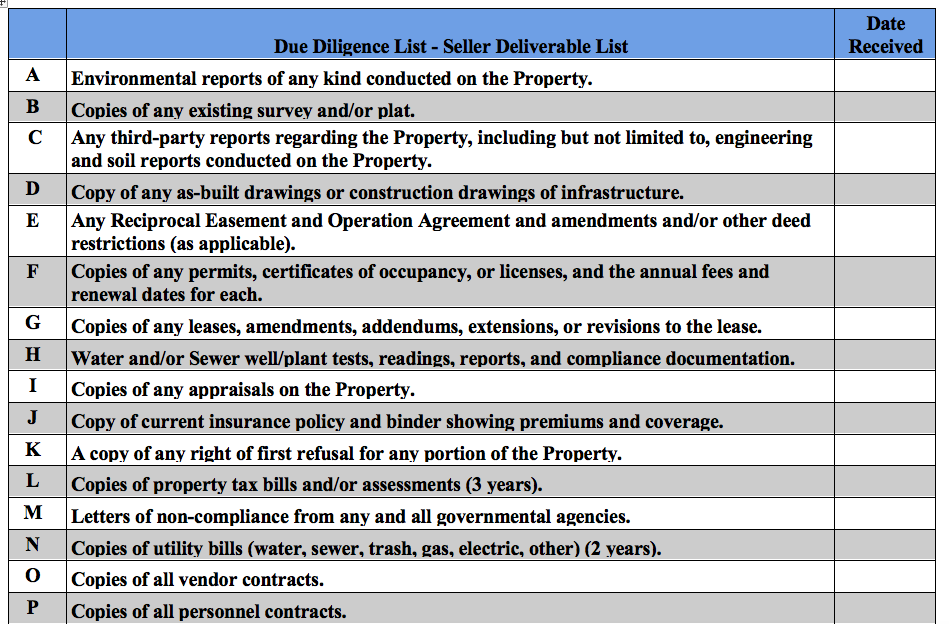 Date
Due Diligence List - Seller Deliverable List Received
A Environmental reports of any kind conducted on the Property.
B Copies of any existing survey and/or plat.
C Any third-party reports regarding the Property, including but not limited to, engineering
and soil reports conducted on the Property.
D Copy of any as-built drawings or construction drawings of infrastructure.
E Any Reciprocal Easement and Operation Agreement and amendments and/or other deed
restrictions (as applicable).
F Copies of any permits, certificates of occupancy, or licenses, and the annual fees and
renewal dates for each.
G Copies of any leases, amendments, addendums, extensions, or revisions to the lease.
H Water and/or Sewer well/plant tests, readings, reports, and compliance documentation.
I Copies of any appraisals on the Property.
J Copy of current insurance policy and binder showing premiums and coverage.
K A copy of any right of first refusal for any portion of the Property.
L Copies of property tax bills and/or assessments (3 years).
M Letters of non-compliance from any and all governmental agencies.
N Copies of utility bills (water, sewer, trash, gas, electric, other) (2 years).
O Copies of all vendor contracts.
P Copies of all personnel contracts.